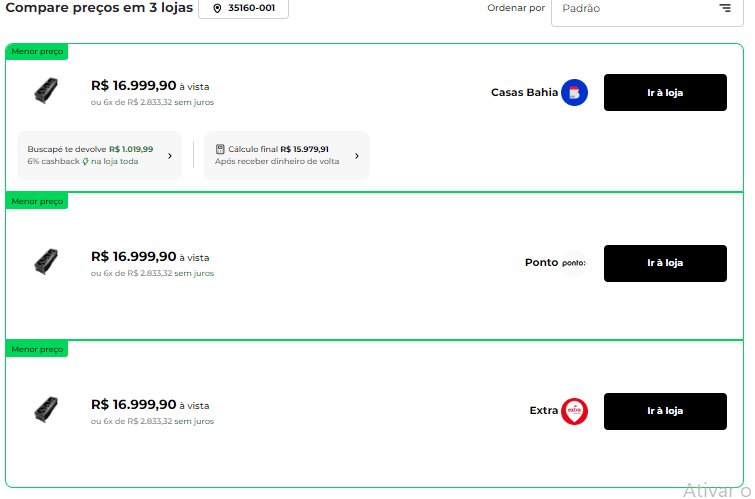 Compare preços em 3 lojas
35160-001
Ordenar por
Padrão
Menor preço
R$ 16.999,90 à vista
ou 6x de R$ 2.833,32 sem juros
Casas Bahia
Ir à loja
Buscapé te devolve R$ 1.019,99
6% cashback na loja toda
Cálculo final R$ 15.979,91
Após receber dinheiro de volta
Menor preço
R$ 16.999,90 à vista
ou 6x de R$ 2.833,32 sem juros
Ponto
ponto:
Ir à loja
Menor preço
R$ 16.999,90 à vista
ou 6x de R$ 2.833,32 sem juros
Extra
extra
Ir à loja
Ativar o